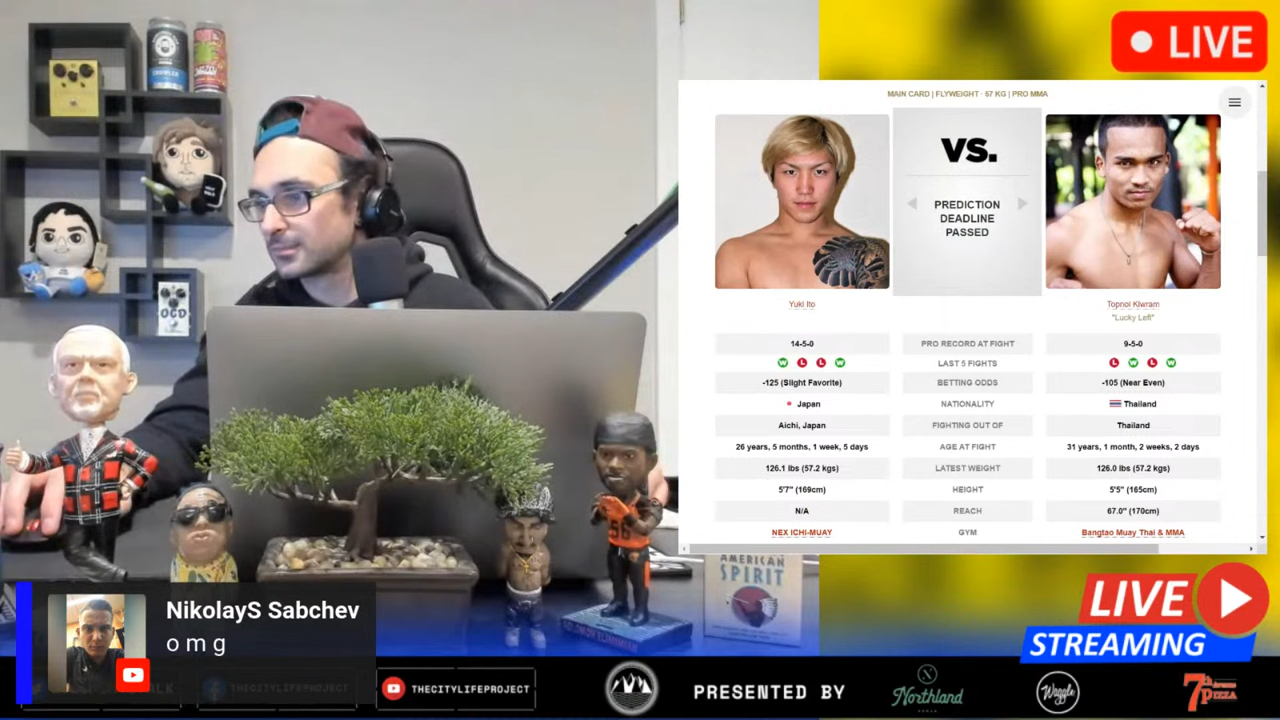 LIVE
MAIN CARD | FLYWEIGHT · 57 KG | PRO MMA
VS.
PREDICTION
DEADLINE
PASSED
Yuki Ito
Topnoi Kiwram
"Lucky Left"
14-5-0 PRO RECORD AT FIGHT 9-5-0
W L L W LAST 5 FIGHTS L W L W
-125 (Slight Favorite) BETTING ODDS -105 (Near Even)
Japan NATIONALITY Thailand
Aichi, Japan FIGHTING OUT OF Thailand
26 years, 5 months, 1 week, 5 days AGE AT FIGHT 31 years, 1 month, 2 weeks, 2 days
126.1 lbs (57.2 kgs) LATEST WEIGHT 126.0 lbs (57.2 kgs)
5'7" (169cm) HEIGHT 5'5" (165cm)
N/A REACH 67.0" (170cm)
NEX ICHI-MUAY GYM Bangtao Muay Thai & MMA
OCD
96
AMERICAN
SPIRIT
NikolayS Sabchev
o m g
LIVE
STREAMING
THECITYLIFEPROJECT
THECITYLIFEPROJECT
PRESENTED BY
Northland
Waggle
7th Avenue
PIZZA